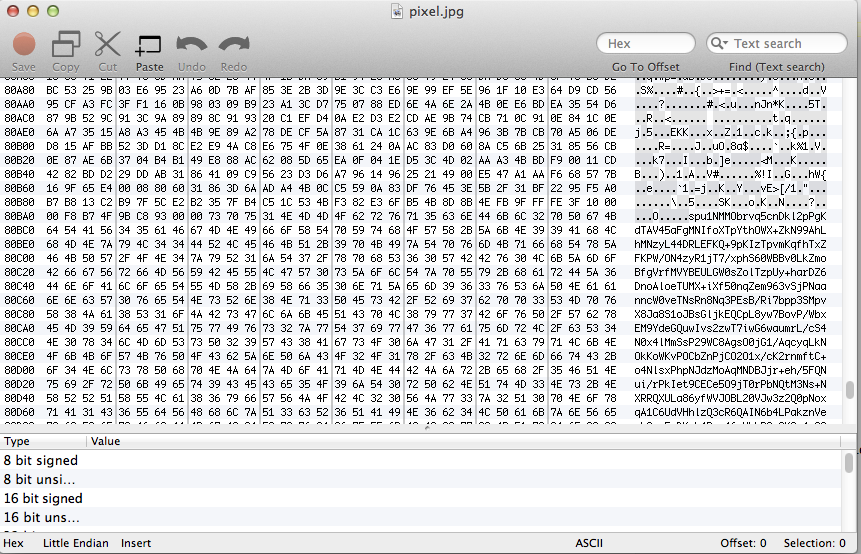 pixel.jpg
Hex Text search
Save Copy Cut Paste Undo Redo Go To Offset Find (Text search)
80A80 BC 53 25 9B 03 E6 95 23 A6 0D 7B AF 85 3E 2B 3D 9E 3C C3 E6 9E 99 EF 5E 96 1F 10 E3 64 D9 CD 56 .S%....#..{..>+=.<.....^....d..V
80AA0 95 CF A3 FC 3F F1 16 0B 98 03 09 B9 23 A1 3C D7 75 07 88 ED 6E 4A 6E 2A 4B 0E E6 BD EA 35 54 D6 ....?.......#.<.u...nJn*K....5T.
80AC0 87 9B 52 9C 91 3C 9A 89 89 8C 91 93 20 C1 EF D4 0A E2 D3 E2 CD AE 9B 74 CB 71 0C 91 0E 84 1C 0E ..R..<...... ...........t.q.....
80AE0 6A A7 35 15 A8 A3 45 4B 4B 9E 89 A2 78 DE CF 5A 87 31 CA 1C 63 9E 6B A4 96 3B 7B CB 70 A5 06 DE j.5...EKK...x..Z.1..c.k..;{.p...
80B00 D8 15 AF BB 52 3D D1 8C E2 E9 4A C8 E6 75 4F 0E 38 61 24 0A AC 83 D0 60 8A C5 6B 25 31 85 56 CB ....R=....J..uO.8a$....`..k%1.V.
80B20 0E 87 AE 6B 37 04 B4 B1 49 E8 88 AC 62 08 5D 65 EA 0F 04 1E D5 3C 4D 02 AA A3 4B BD F9 00 11 CD ...k7...I...b.]e.....<M...K.....
80B40 42 82 BD D2 29 DD AB 31 86 41 09 C9 56 23 D3 D6 A7 96 14 96 25 21 49 00 E5 47 A1 AA F6 68 57 7B B...)..1.A..V#......%!I..G...hW{
80B60 16 9F 65 E4 00 08 80 60 31 86 3D 6A AD A4 4B 0C C5 59 0A 83 DF 76 45 3E 5B 2F 31 BF 22 95 F5 A0 ..e....`1.=j..K..Y...vE>[/1."...
80B80 B7 B8 13 C2 B9 7F 5C E2 B2 35 7F B4 C5 1C 53 4B F3 82 E3 6F B5 4B 8D 8B 4E FB 9F FF FE 3F 10 00 ......\..5....SK...o.K..N....?..
80BA0 00 F8 B7 4F 9B C8 93 00 00 73 70 75 31 4E 4D 4D 4F 62 72 76 71 35 63 6E 44 6B 6C 32 70 50 67 4B ...O.....spu1NMMObrvq5cnDkl2pPgK
80BC0 64 54 41 56 34 35 61 46 67 4D 4E 49 66 6F 58 54 70 59 74 68 4F 57 58 2B 5A 6B 4E 39 39 41 68 4C dTAV45aFgMNIfoXTpYthOWX+ZkN99AhL
80BE0 68 4D 4E 7A 79 4C 34 34 44 52 4C 45 46 4B 51 2B 39 70 4B 49 7A 54 70 76 6D 4B 71 66 68 54 78 5A hMNzyL44DRLEFKQ+9pKIzTpvmKqfhTxZ
80C00 46 4B 50 57 2F 4F 4E 34 7A 79 52 31 6A 54 37 2F 78 70 68 53 36 30 57 42 42 76 30 4C 6B 5A 6D 6F FKPW/ON4zyR1jT7/xphS60WBBv0LkZmo
80C20 42 66 67 56 72 66 4D 56 59 42 45 55 4C 47 57 30 73 5A 6F 6C 54 7A 70 55 79 2B 68 61 72 44 5A 36 BfgVrfMVYBEULGW0sZolTzpUy+harDZ6
80C40 44 6E 6F 41 6C 6F 65 54 55 4D 58 2B 69 58 66 35 30 6E 71 5A 65 6D 39 36 33 76 53 6A 50 4E 61 61 DnoAloeTUMX+iXf50nqZem963vSjPNaa
80C60 6E 6E 63 57 30 76 65 54 4E 73 52 6E 38 4E 71 33 50 45 73 42 2F 52 69 37 62 70 70 33 53 4D 70 76 nncW0veTNsRn8Nq3PEsB/Ri7bpp3SMpv
80C80 58 38 4A 61 38 53 31 6F 4A 42 73 47 6C 6A 6B 45 51 43 70 4C 38 79 77 37 42 6F 76 50 2F 57 62 78 X8Ja8S1oJBsGljkEQCpL8yw7BovP/Wbx
80CA0 45 4D 39 59 64 65 47 51 75 77 49 76 73 32 7A 77 54 37 69 77 47 36 77 61 75 6D 72 4C 2F 63 53 34 EM9YdeGQuwIvs2zwT7iwG6waumrL/cS4
80CC0 4E 30 78 34 6C 4D 6D 53 73 50 32 39 57 43 38 41 67 73 4F 30 6A 47 31 2F 41 71 63 79 71 4C 6B 4E N0x4lMmSsP29WC8AgsO0jG1/AqcyqLkN
80CE0 4F 6B 4B 6F 57 4B 76 50 4F 43 62 5A 6E 50 6A 43 4F 32 4F 31 78 2F 63 4B 32 72 6E 6D 66 74 43 2B OkKoWKvPOCbZnPjCO2O1x/cK2rnmftC+
80D00 6F 34 4E 6C 73 78 50 68 70 4E 4A 64 7A 4D 6F 41 71 4D 4E 44 42 4A 6A 72 2B 65 68 2F 35 46 51 4E o4NlsxPhpNJdzMoAqMNDBJjr+eh/5FQN
80D20 75 69 2F 72 50 6B 49 65 74 39 43 45 43 65 35 4F 39 6A 54 30 72 50 62 4E 51 74 4D 33 4E 73 2B 4E ui/rPkIet9CECe5O9jT0rPbNQtM3Ns+N
80D40 58 52 52 51 58 55 4C 61 38 36 79 66 57 56 4A 4F 42 4C 32 30 56 4A 77 33 7A 32 51 30 70 4E 6F 78 XRRQXULa86yfWVJOBL20VJw3z2Q0pNox
80D60 71 41 31 43 36 55 64 56 48 68 6C 7A 51 33 63 52 36 51 41 49 4E 36 62 34 4C 50 61 6B 7A 6E 56 65 qA1C6UdVHhlzQ3cR6QAIN6b4LPakznVe
Type Value
8 bit signed
8 bit unsi...
16 bit signed
16 bit uns...
Hex Little Endian Insert ASCII Offset: 0 Selection: 0